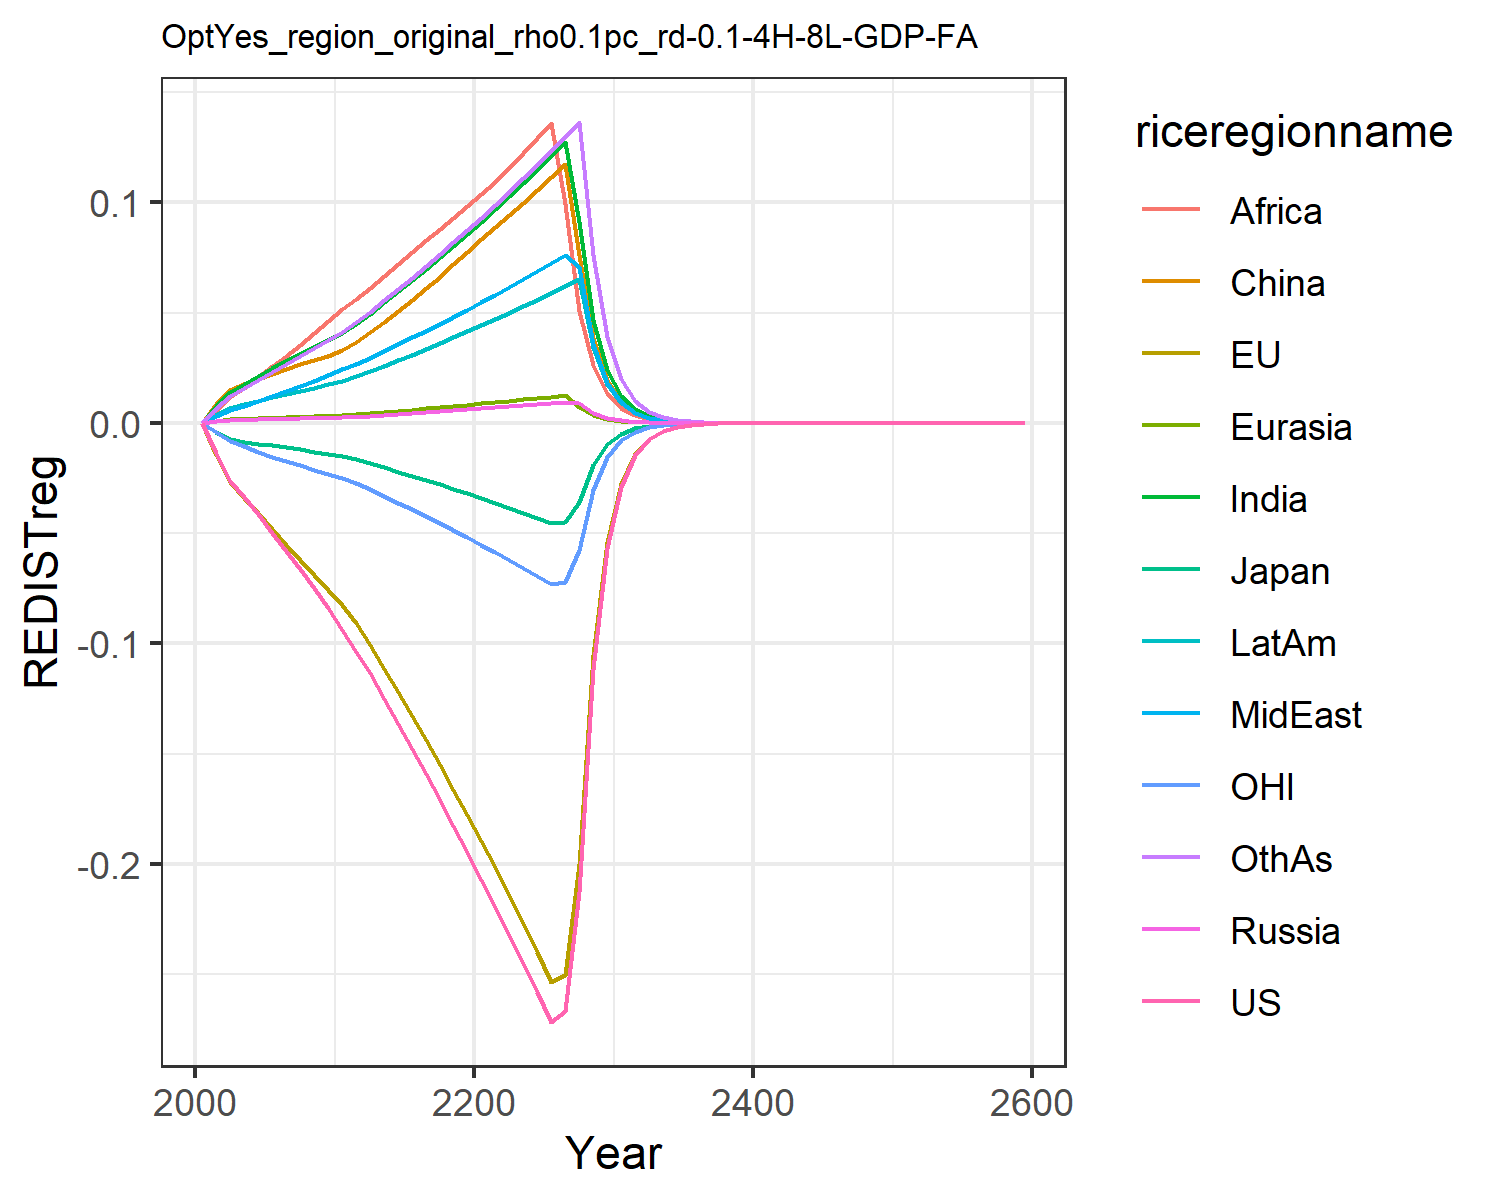 OptYes_region_original_rho0.1pc_rd-0.1-4H-8L-GDP-FA
riceregionname
Africa
China
EU
Eurasia
India
Japan
LatAm
MidEast
OHI
OthAs
Russia
US
REDISTreg
0.1
0.0
-0.1
-0.2
2000
2200
2400
2600
Year